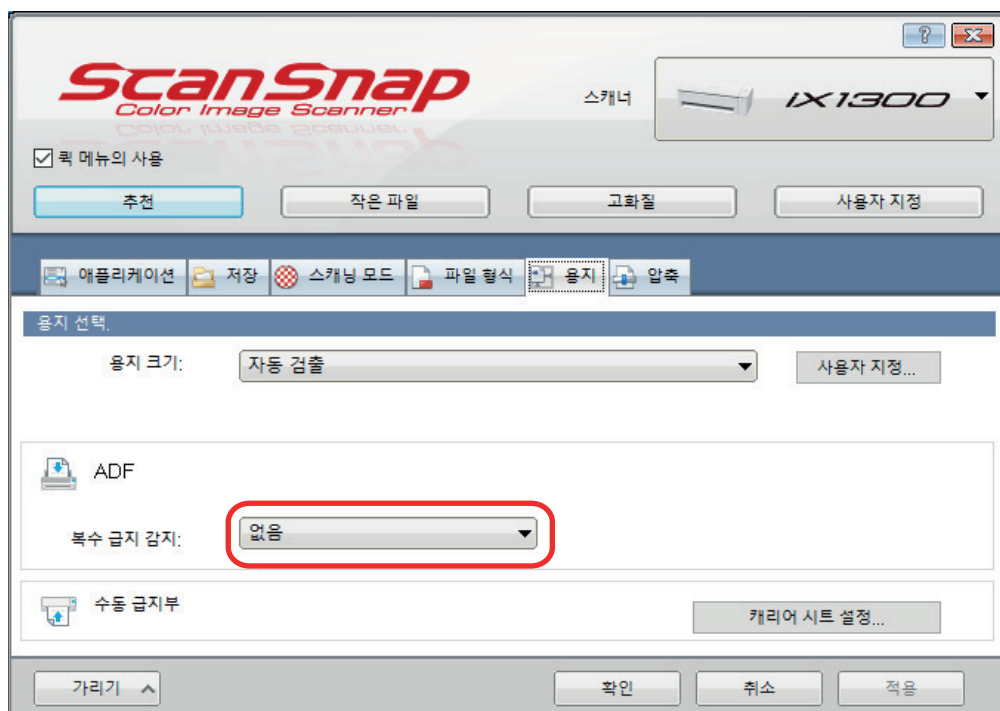 ScanSnap
Color Image Scanner
스캐너
iX1300
퀵 메뉴의 사용
추천
작은 파일
고화질
사용자 지정
애플리케이션
저장
스캐닝 모드
파일 형식
용지
압축
용지 선택.
용지 크기:
자동 검출
사용자 지정...
ADF
복수 급지 감지:
없음
수동 급지부
캐리어 시트 설정...
가리기
확인
취소
적용